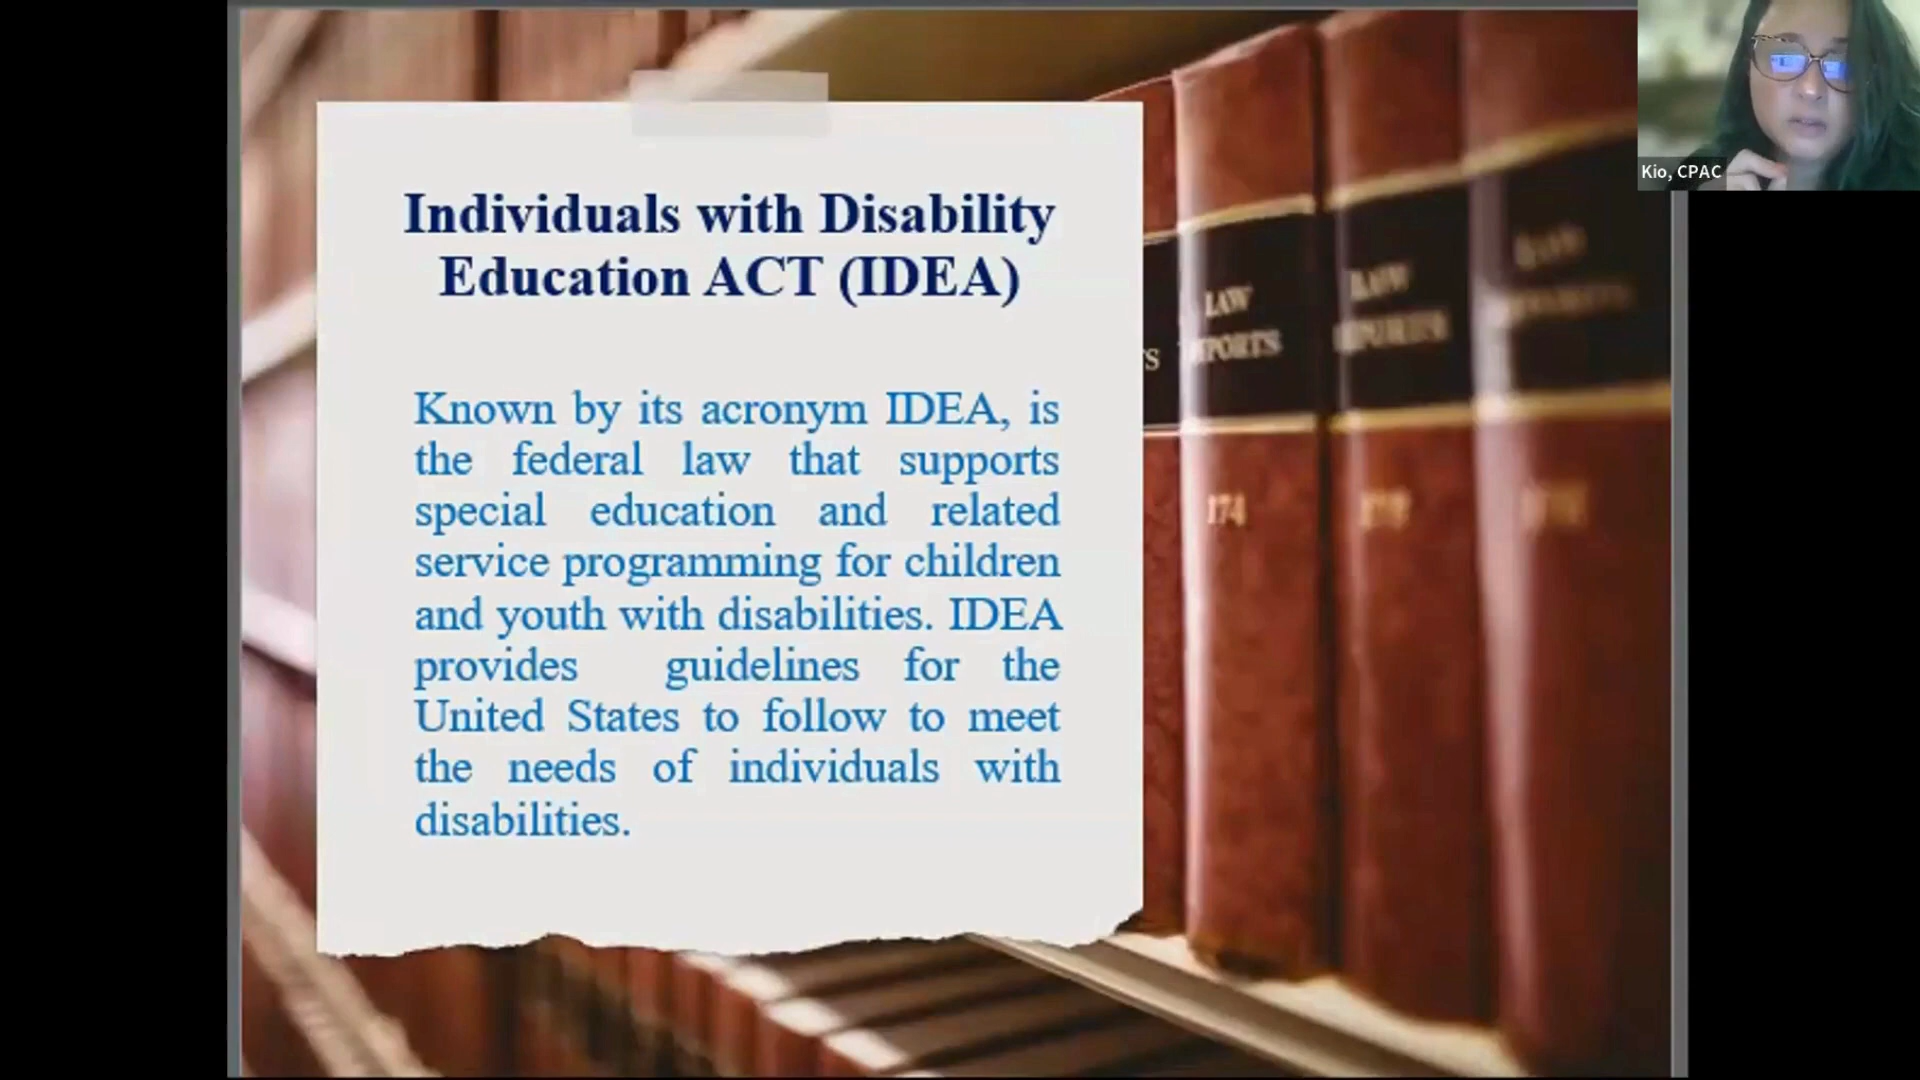 Individuals with Disability
Education ACT (IDEA)
Known by its acronym IDEA, is
the federal law that supports
special education and related
service programming for children
and youth with disabilities. IDEA
provides guidelines for the
United States to follow to meet
the needs of individuals with
disabilities.
Kio, CPAC
LAW
PORTS
174
LAW